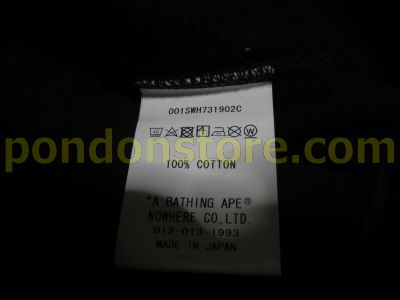 001SWH731902C
pondonstore.com
100% COTTON
"A BATHING APE®
NOWHERE CO.,LTD.
012-013-1993
MADE IN JAPAN